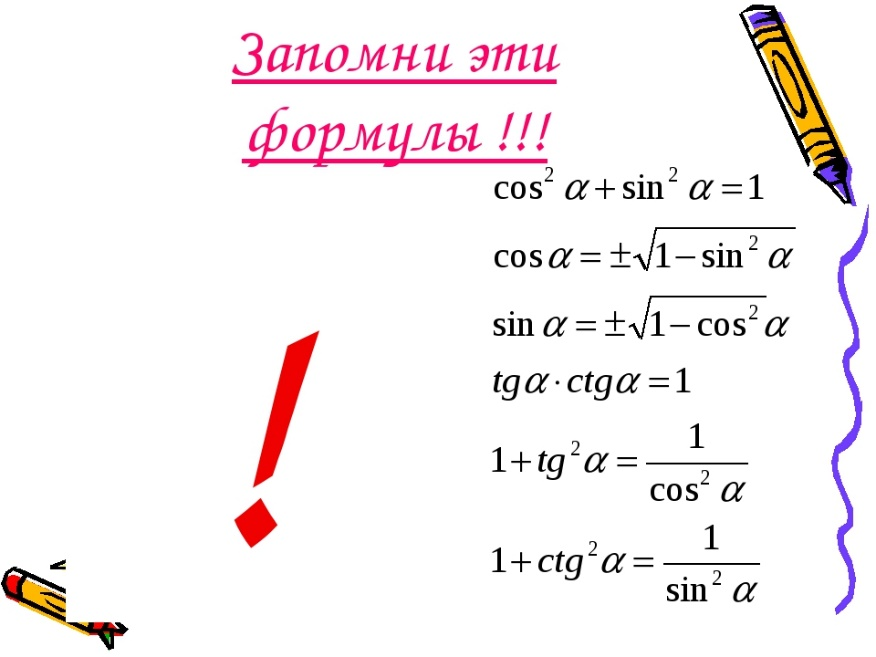 Запомни эти
формулы !!!
cos² α + sin² α = 1
cos α = ±√(1 − sin² α)
sin α = ±√(1 − cos² α)
tgα · ctgα = 1
1 + tg²α = 1/cos² α
1 + ctg²α = 1/sin² α
!